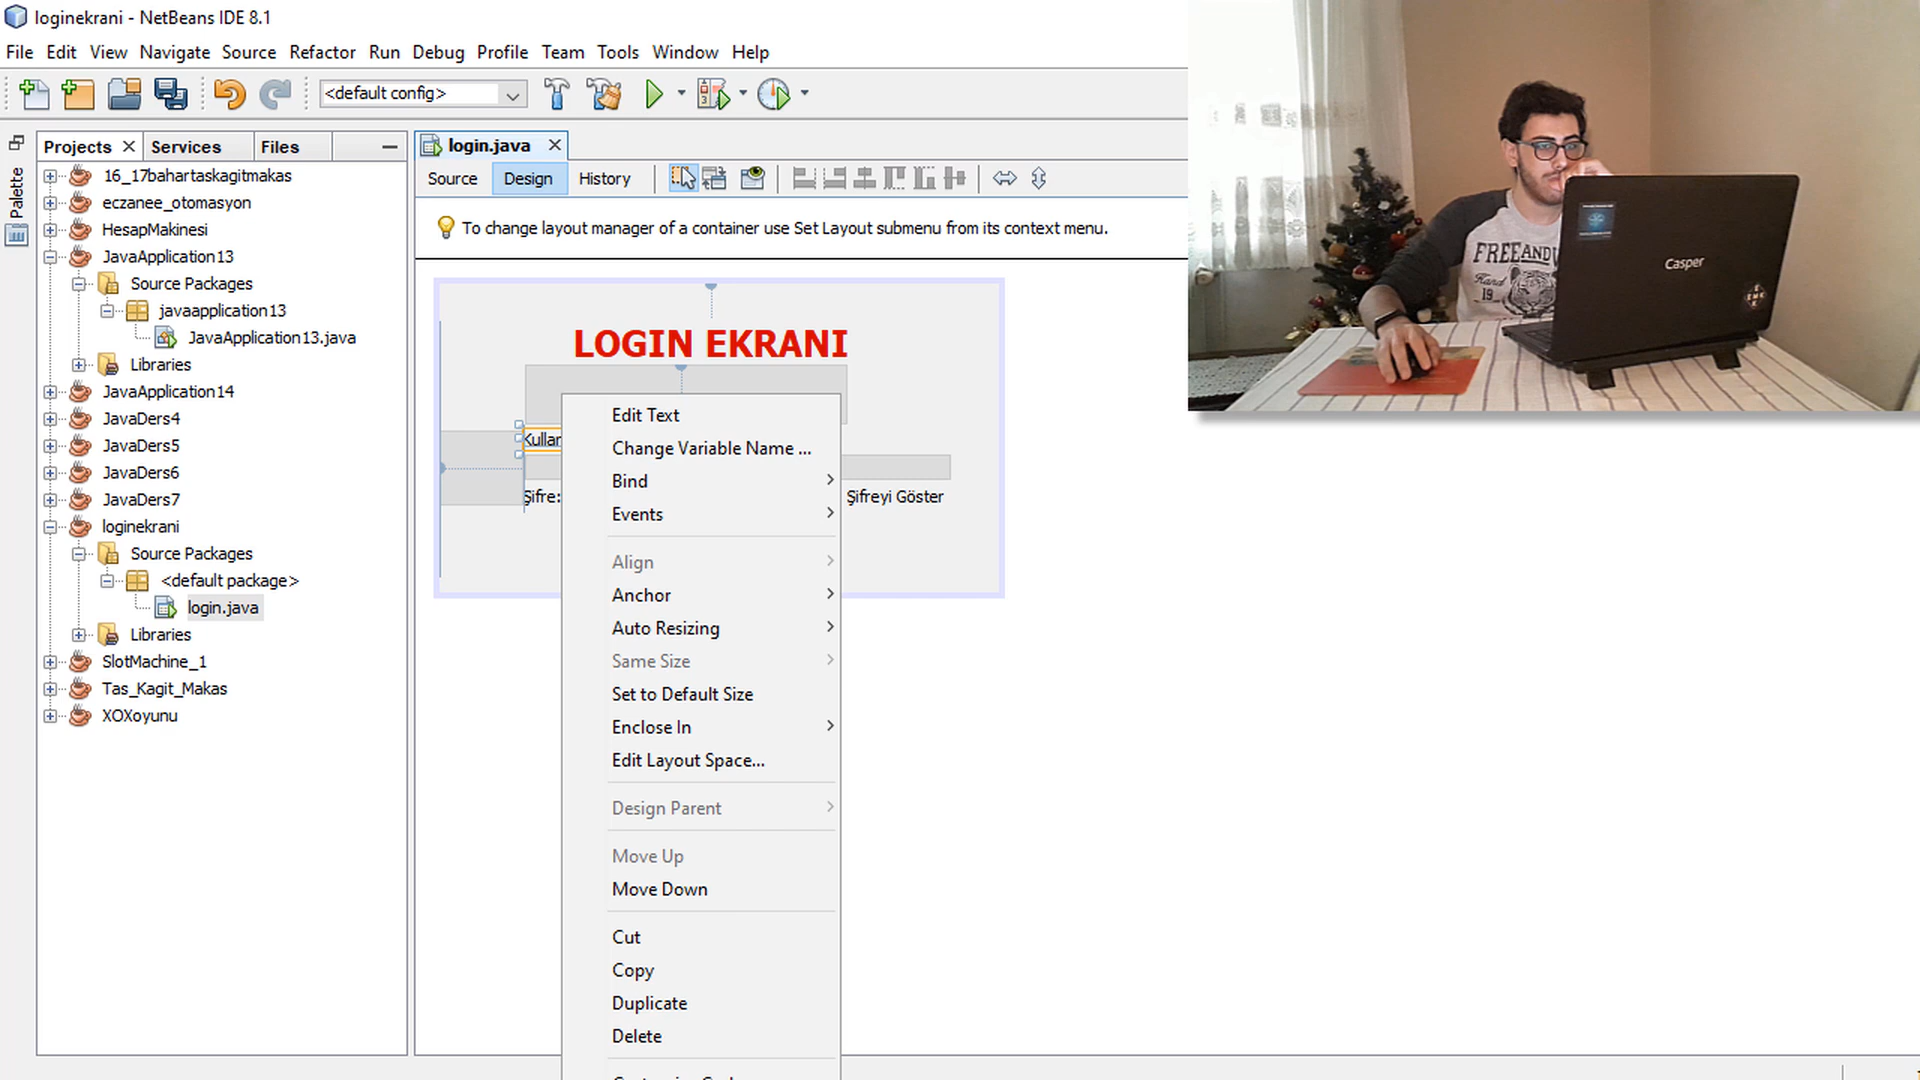 loginekrani - NetBeans IDE 8.1
File Edit View Navigate Source Refactor Run Debug Profile Team Tools Window Help
<default config>
Palette
Projects Services Files
16_17bahartaskagitmakas
eczanee_otomasyon
HesapMakinesi
JavaApplication13
Source Packages
javaapplication13
JavaApplication13.java
Libraries
JavaApplication14
JavaDers4
JavaDers5
JavaDers6
JavaDers7
loginekrani
Source Packages
<default package>
login.java
Libraries
SlotMachine_1
Tas_Kagit_Makas
XOXoyunu
login.java
Source Design History
To change layout manager of a container use Set Layout submenu from its context menu.
LOGIN EKRANI
Kullar
Şifre:
Şifreyi Göster
Edit Text
Change Variable Name ...
Bind
Events
Align
Anchor
Auto Resizing
Same Size
Set to Default Size
Enclose In
Edit Layout Space...
Design Parent
Move Up
Move Down
Cut
Copy
Duplicate
Delete
FREEAND
Hand
19
Casper